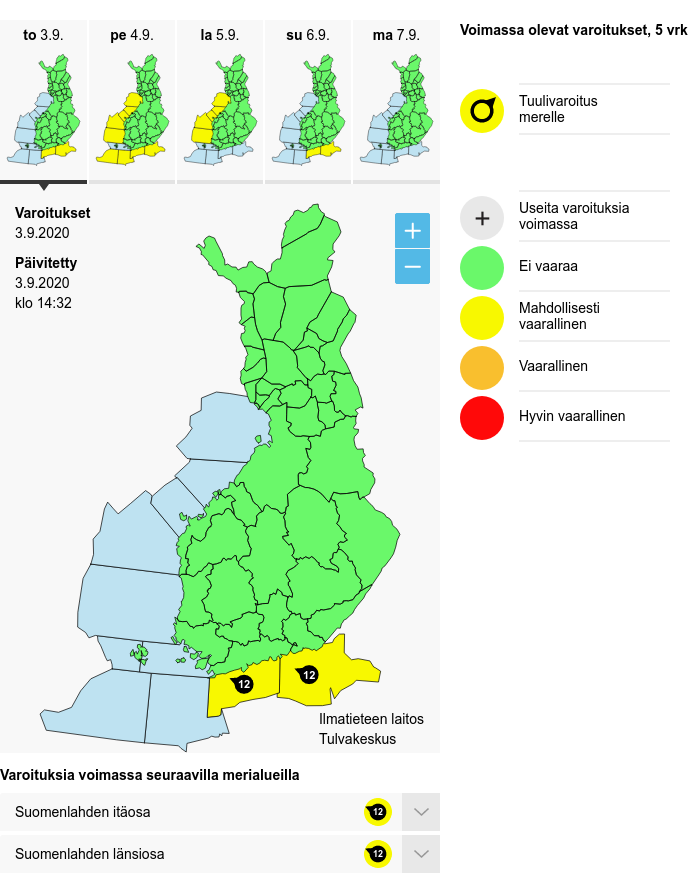 to 3.9.
pe 4.9.
la 5.9.
su 6.9.
ma 7.9.
Varoitukset
3.9.2020
Päivitetty
3.9.2020
klo 14:32
12
12
Ilmatieteen laitos
Tulvakeskus
Varoituksia voimassa seuraavilla merialueilla
Suomenlahden itäosa 12
Suomenlahden länsiosa 12
Voimassa olevat varoitukset, 5 vrk
Tuulivaroitus
merelle
Useita varoituksia
voimassa
Ei vaaraa
Mahdollisesti
vaarallinen
Vaarallinen
Hyvin vaarallinen